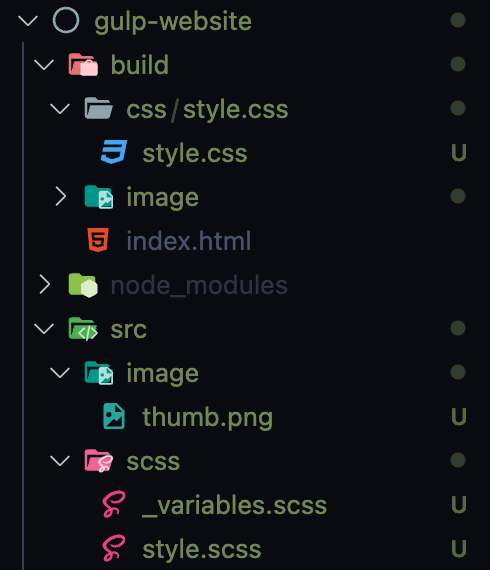 gulp-website
build
css/style.css
style.css U
image
index.html
node_modules
src
image
thumb.png U
scss
_variables.scss U
style.scss U